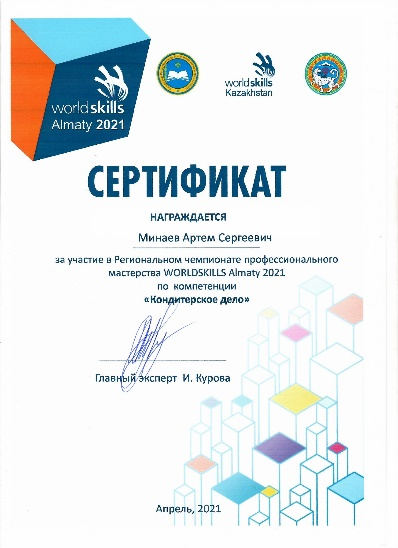 worldskills
Almaty 2021
worldskills
Kazakhstan
СЕРТИФИКАТ
НАГРАЖДАЕТСЯ
Минаев Артем Сергеевич
за участие в Региональном чемпионате профессионального
мастерства WORLDSKILLS Almaty 2021
по компетенции
«Кондитерское дело»
Главный эксперт И. Курова
Апрель, 2021